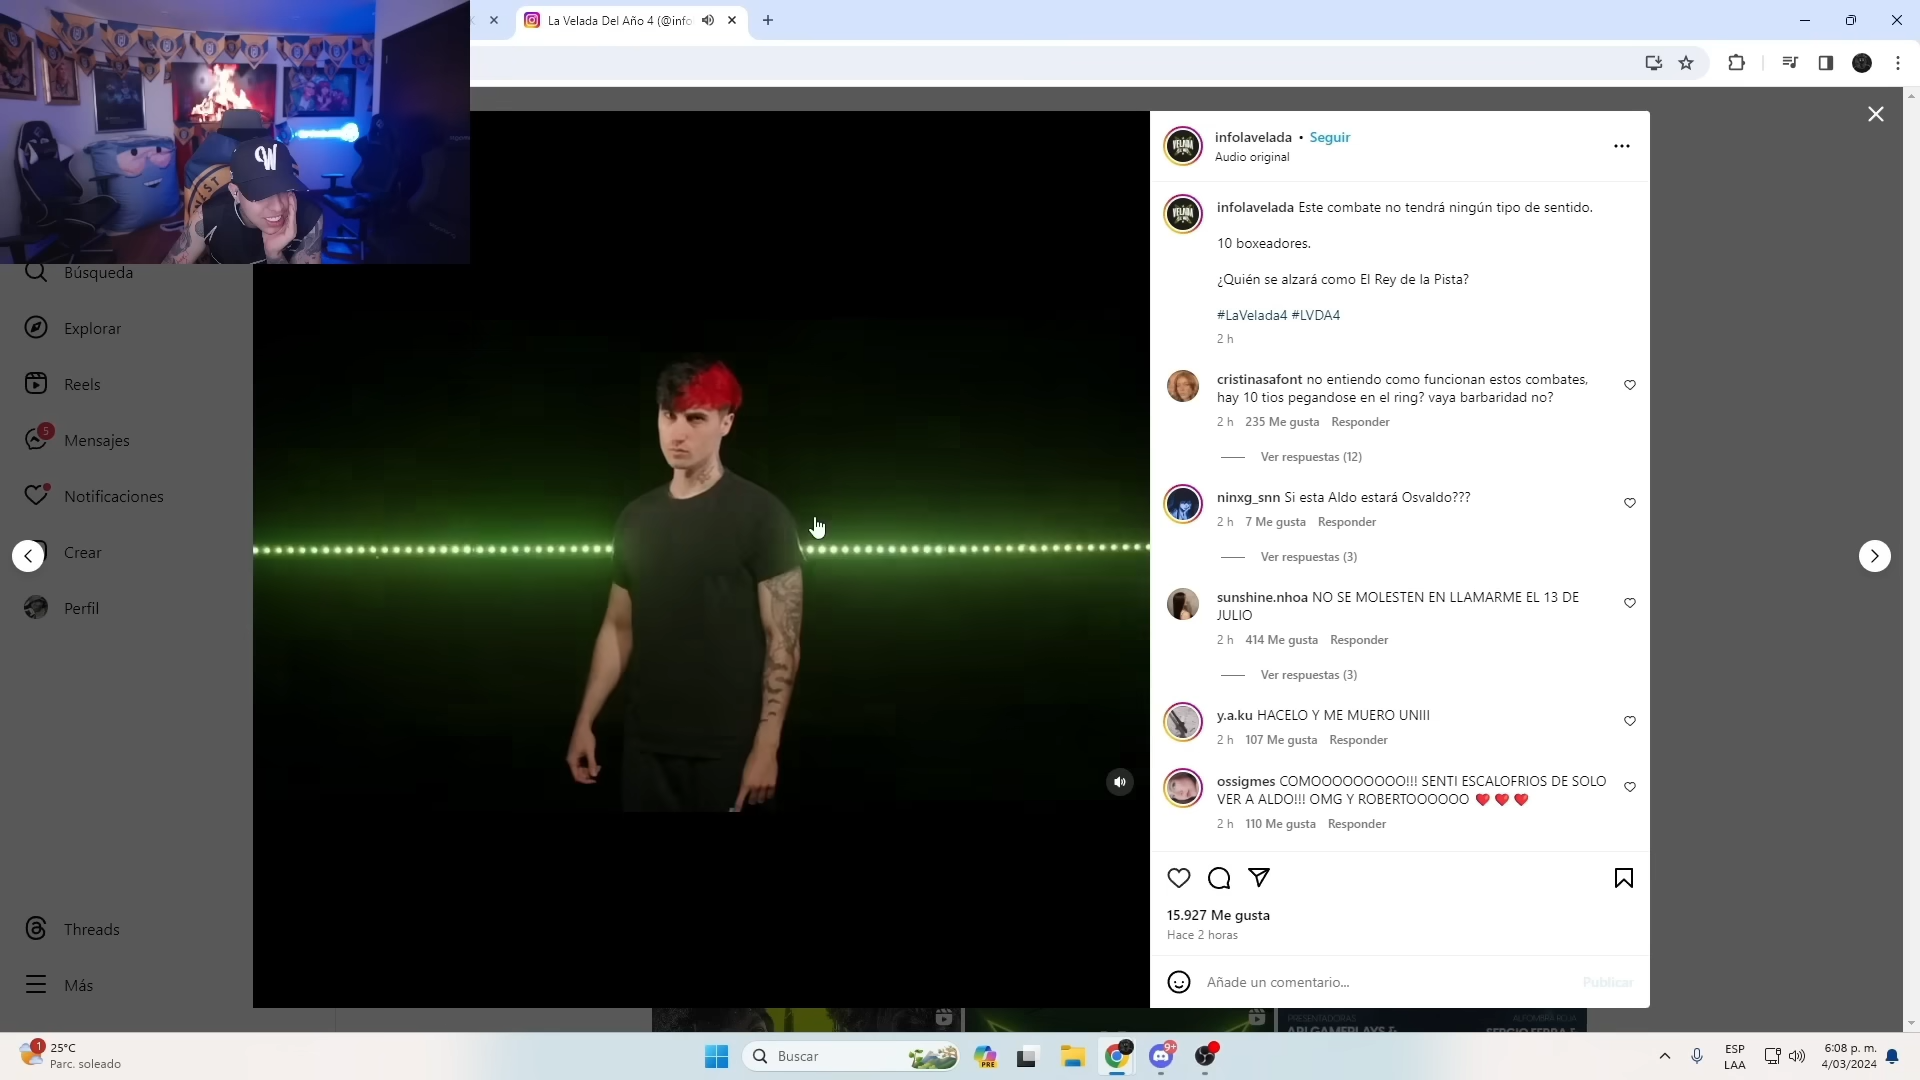 La Velada Del Año 4 (@info
W
Búsqueda
Explorar
Reels
5
Mensajes
Notificaciones
Crear
Perfil
Threads
Más
infolavelada • Seguir
Audio original
infolavelada Este combate no tendrá ningún tipo de sentido.
10 boxeadores.
¿Quién se alzará como El Rey de la Pista?
#LaVelada4 #LVDA4
2 h
cristinasafont no entiendo como funcionan estos combates,
hay 10 tios pegandose en el ring? vaya barbaridad no?
2 h 235 Me gusta Responder
Ver respuestas (12)
ninxg_snn Si esta Aldo estará Osvaldo???
2 h 7 Me gusta Responder
Ver respuestas (3)
sunshine.nhoa NO SE MOLESTEN EN LLAMARME EL 13 DE
JULIO
2 h 414 Me gusta Responder
Ver respuestas (3)
y.a.ku HACELO Y ME MUERO UNIII
2 h 107 Me gusta Responder
ossigmes COMOOOOOOOOO!!! SENTI ESCALOFRIOS DE SOLO
VER A ALDO!!! OMG Y ROBERTOOOOOO ❤️ ❤️ ❤️
2 h 110 Me gusta Responder
15.927 Me gusta
Hace 2 horas
Añade un comentario...
Publicar
PRESENTADORAS
ALFOMBRA ROJA
1
25°C
Parc. soleado
Buscar
PRE
9+
ESP
LAA
6:08 p. m.
4/03/2024